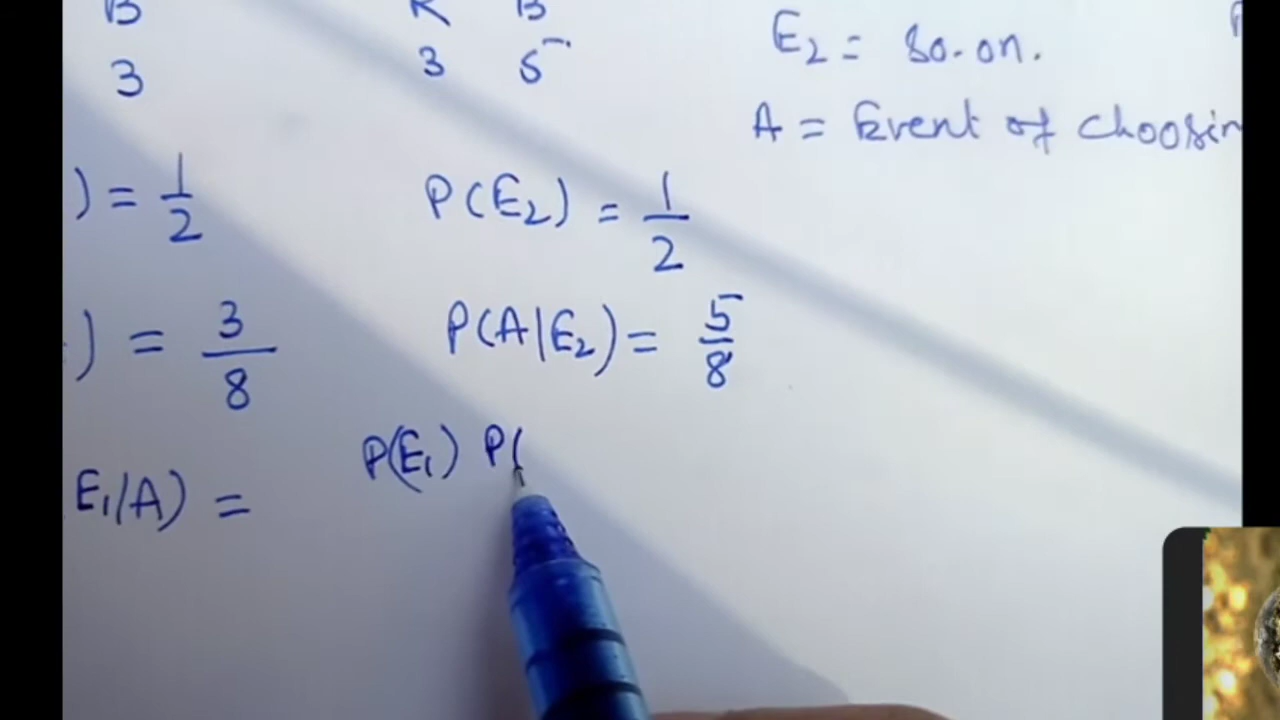 B R B E₂ = So.on.
3 3 5
A = Event of choosin
) = 1/2 P(E₂) = 1/2
) = 3/8 P(A|E₂) = 5/8
E₁/A) = P(E₁) P(